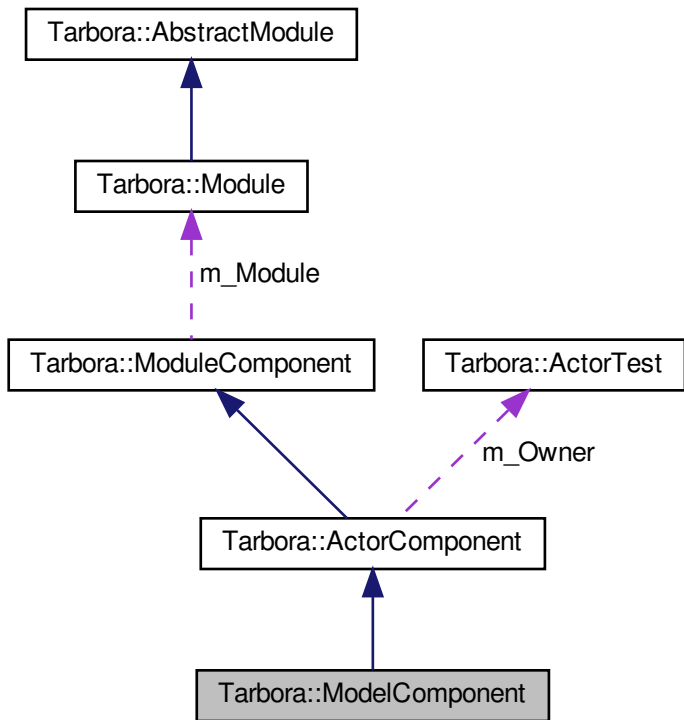 Tarbora::AbstractModule
Tarbora::Module
m_Module
Tarbora::ModuleComponent
Tarbora::ActorTest
m_Owner
Tarbora::ActorComponent
Tarbora::ModelComponent